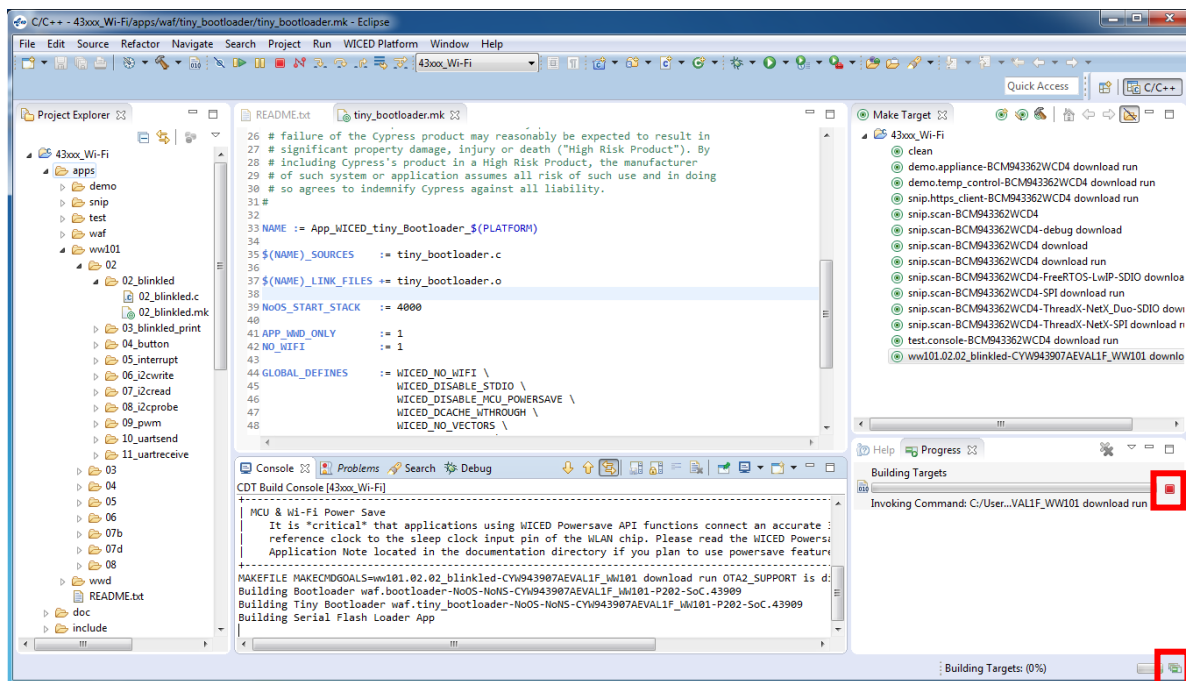 C/C++ - 43xxx_Wi-Fi/apps/waf/tiny_bootloader/tiny_bootloader.mk - Eclipse
File Edit Source Refactor Navigate Search Project Run WICED Platform Window Help
43xxx_Wi-Fi
Quick Access
C/C++
Project Explorer
43xxx_Wi-Fi
apps
demo
snip
test
waf
ww101
02
02_blinkled
02_blinkled.c
02_blinkled.mk
03_blinkled_print
04_button
05_interrupt
06_i2cwrite
07_i2cread
08_i2cprobe
09_pwm
10_uartsend
11_uartreceive
03
04
05
06
07b
07d
08
wwd
README.txt
doc
include
README.txt tiny_bootloader.mk
26 # failure of the Cypress product may reasonably be expected to result in
27 # significant property damage, injury or death ("High Risk Product"). By
28 # including Cypress's product in a High Risk Product, the manufacturer
29 # of such system or application assumes all risk of such use and in doing
30 # so agrees to indemnify Cypress against all liability.
31 #
32
33 NAME := App_WICED_tiny_Bootloader_$(PLATFORM)
34
35 $(NAME)_SOURCES := tiny_bootloader.c
36
37 $(NAME)_LINK_FILES += tiny_bootloader.o
38
39 NoOS_START_STACK := 4000
40
41 APP_WWD_ONLY := 1
42 NO_WIFI := 1
43
44 GLOBAL_DEFINES := WICED_NO_WIFI \
45 WICED_DISABLE_STDIO \
46 WICED_DISABLE_MCU_POWERSAVE \
47 WICED_DCACHE_WTHROUGH \
48 WICED_NO_VECTORS \
Console Problems Search Debug
CDT Build Console [43xxx_Wi-Fi]
+----------------------------------------------------------------
| MCU & Wi-Fi Power Save
| It is *critical* that applications using WICED Powersave API functions connect an accurate
| reference clock to the sleep clock input pin of the WLAN chip. Please read the WICED Powersa
| Application Note located in the documentation directory if you plan to use powersave feature
+----------------------------------------------------------------
MAKEFILE MAKECMDGOALS=ww101.02.02_blinkled-CYW943907AEVAL1F_WW101 download run OTA2_SUPPORT is di
Building Bootloader waf.bootloader-NoOS-NoNS-CYW943907AEVAL1F_WW101-P202-SoC.43909
Building Tiny Bootloader waf.tiny_bootloader-NoOS-NoNS-CYW943907AEVAL1F_WW101-P202-SoC.43909
Building Serial Flash Loader App
Make Target
43xxx_Wi-Fi
clean
demo.appliance-BCM943362WCD4 download run
demo.temp_control-BCM943362WCD4 download run
snip.https_client-BCM943362WCD4 download run
snip.scan-BCM943362WCD4
snip.scan-BCM943362WCD4-debug download
snip.scan-BCM943362WCD4 download
snip.scan-BCM943362WCD4 download run
snip.scan-BCM943362WCD4-FreeRTOS-LwIP-SDIO downloa
snip.scan-BCM943362WCD4-SPI download run
snip.scan-BCM943362WCD4-ThreadX-NetX_Duo-SDIO dow
snip.scan-BCM943362WCD4-ThreadX-NetX-SPI download r
test.console-BCM943362WCD4 download run
ww101.02.02_blinkled-CYW943907AEVAL1F_WW101 downlo
Help Progress
Building Targets
Invoking Command: C:/User...VAL1F_WW101 download run
Building Targets: (0%)